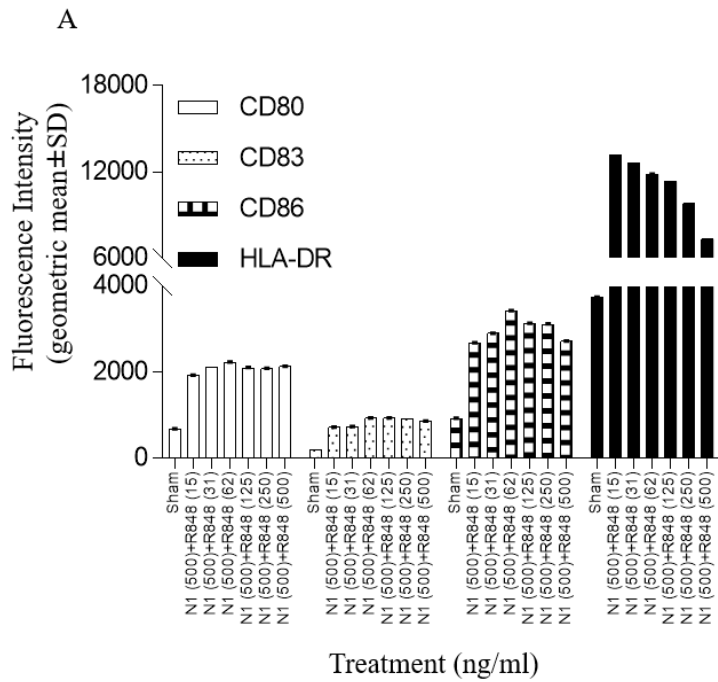 A
Fluorescence Intensity
(geometric mean±SD)
18000
12000
6000
4000
2000
0
CD80
CD83
CD86
HLA-DR
Sham
N1 (500)+R848 (15)
N1 (500)+R848 (31)
N1 (500)+R848 (62)
N1 (500)+R848 (125)
N1 (500)+R848 (250)
N1 (500)+R848 (500)
Sham
N1 (500)+R848 (15)
N1 (500)+R848 (31)
N1 (500)+R848 (62)
N1 (500)+R848 (125)
N1 (500)+R848 (250)
N1 (500)+R848 (500)
Sham
N1 (500)+R848 (15)
N1 (500)+R848 (31)
N1 (500)+R848 (62)
N1 (500)+R848 (125)
N1 (500)+R848 (250)
N1 (500)+R848 (500)
Sham
N1 (500)+R848 (15)
N1 (500)+R848 (31)
N1 (500)+R848 (62)
N1 (500)+R848 (125)
N1 (500)+R848 (250)
N1 (500)+R848 (500)
Treatment (ng/ml)